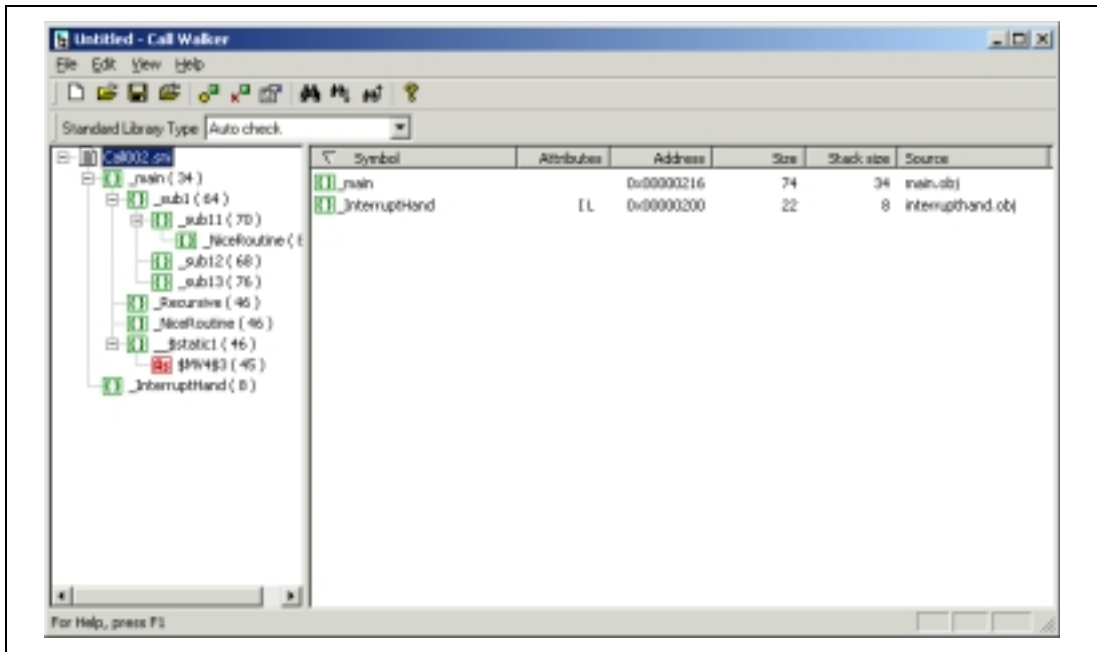 Untitled - Call Walker
File Edit View Help
Standard Library Type Auto check
Call002.sni
_main ( 34 )
_sub1 ( 64 )
_sub11 ( 70 )
_NiceRoutine (
_sub12 ( 68 )
_sub13 ( 76 )
_Recursive ( 46 )
_NiceRoutine ( 46 )
__$static1 ( 46 )
$MV4$3 ( 45 )
_InterruptHand ( 8 )
Symbol Attributes Address Size Stack size Source
_main 0x00000216 74 34 main.obj
_InterruptHand 0x00000200 22 8 interrupthand.obj
For Help, press F1